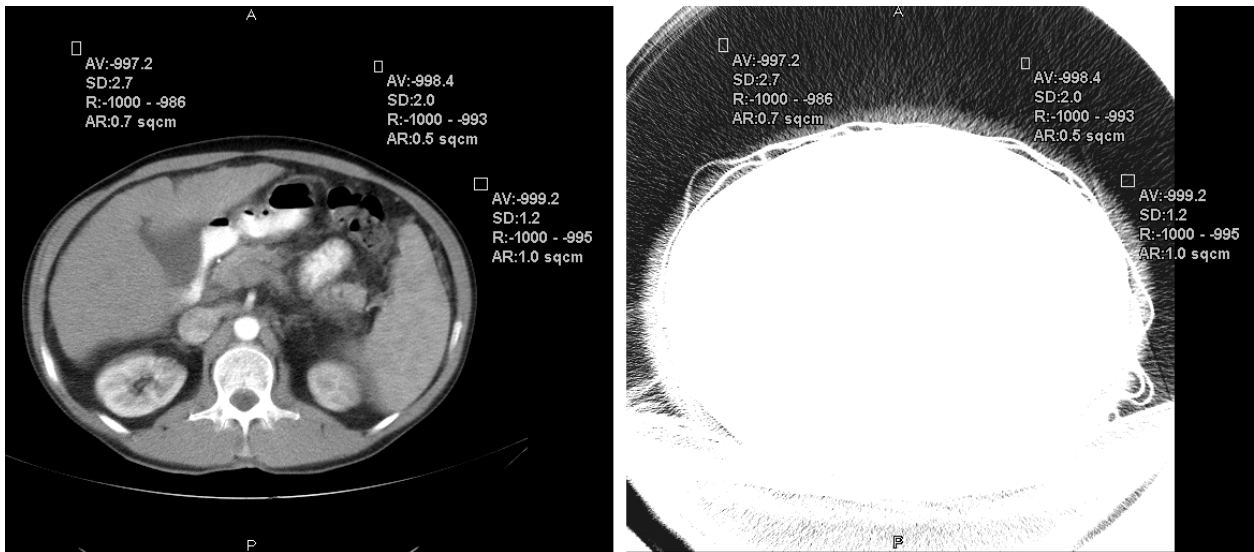 A
AV:-997.2
SD:2.7
R:-1000 - -986
AR:0.7 sqcm
AV:-998.4
SD:2.0
R:-1000 - -993
AR:0.5 sqcm
AV:-999.2
SD:1.2
R:-1000 - -995
AR:1.0 sqcm
P
A
AV:-997.2
SD:2.7
R:-1000 - -986
AR:0.7 sqcm
AV:-998.4
SD:2.0
R:-1000 - -993
AR:0.5 sqcm
AV:-999.2
SD:1.2
R:-1000 - -995
AR:1.0 sqcm
P